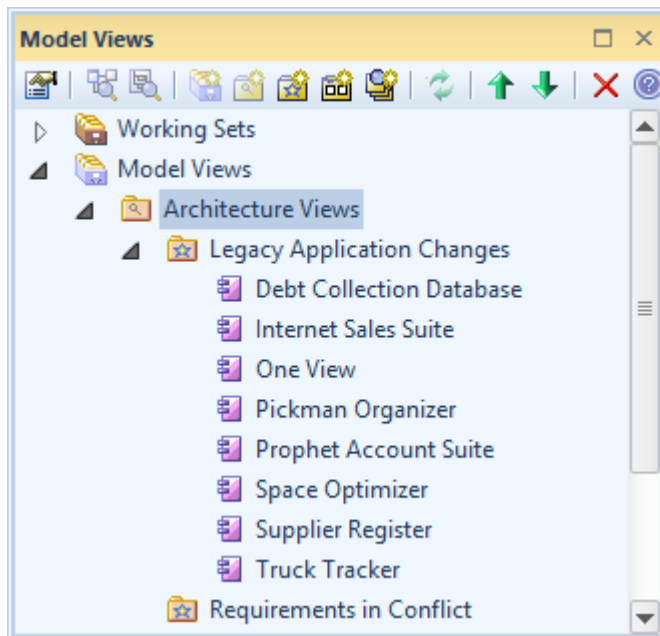 Model Views
Working Sets
Model Views
Architecture Views
Legacy Application Changes
Debt Collection Database
Internet Sales Suite
One View
Pickman Organizer
Prophet Account Suite
Space Optimizer
Supplier Register
Truck Tracker
Requirements in Conflict